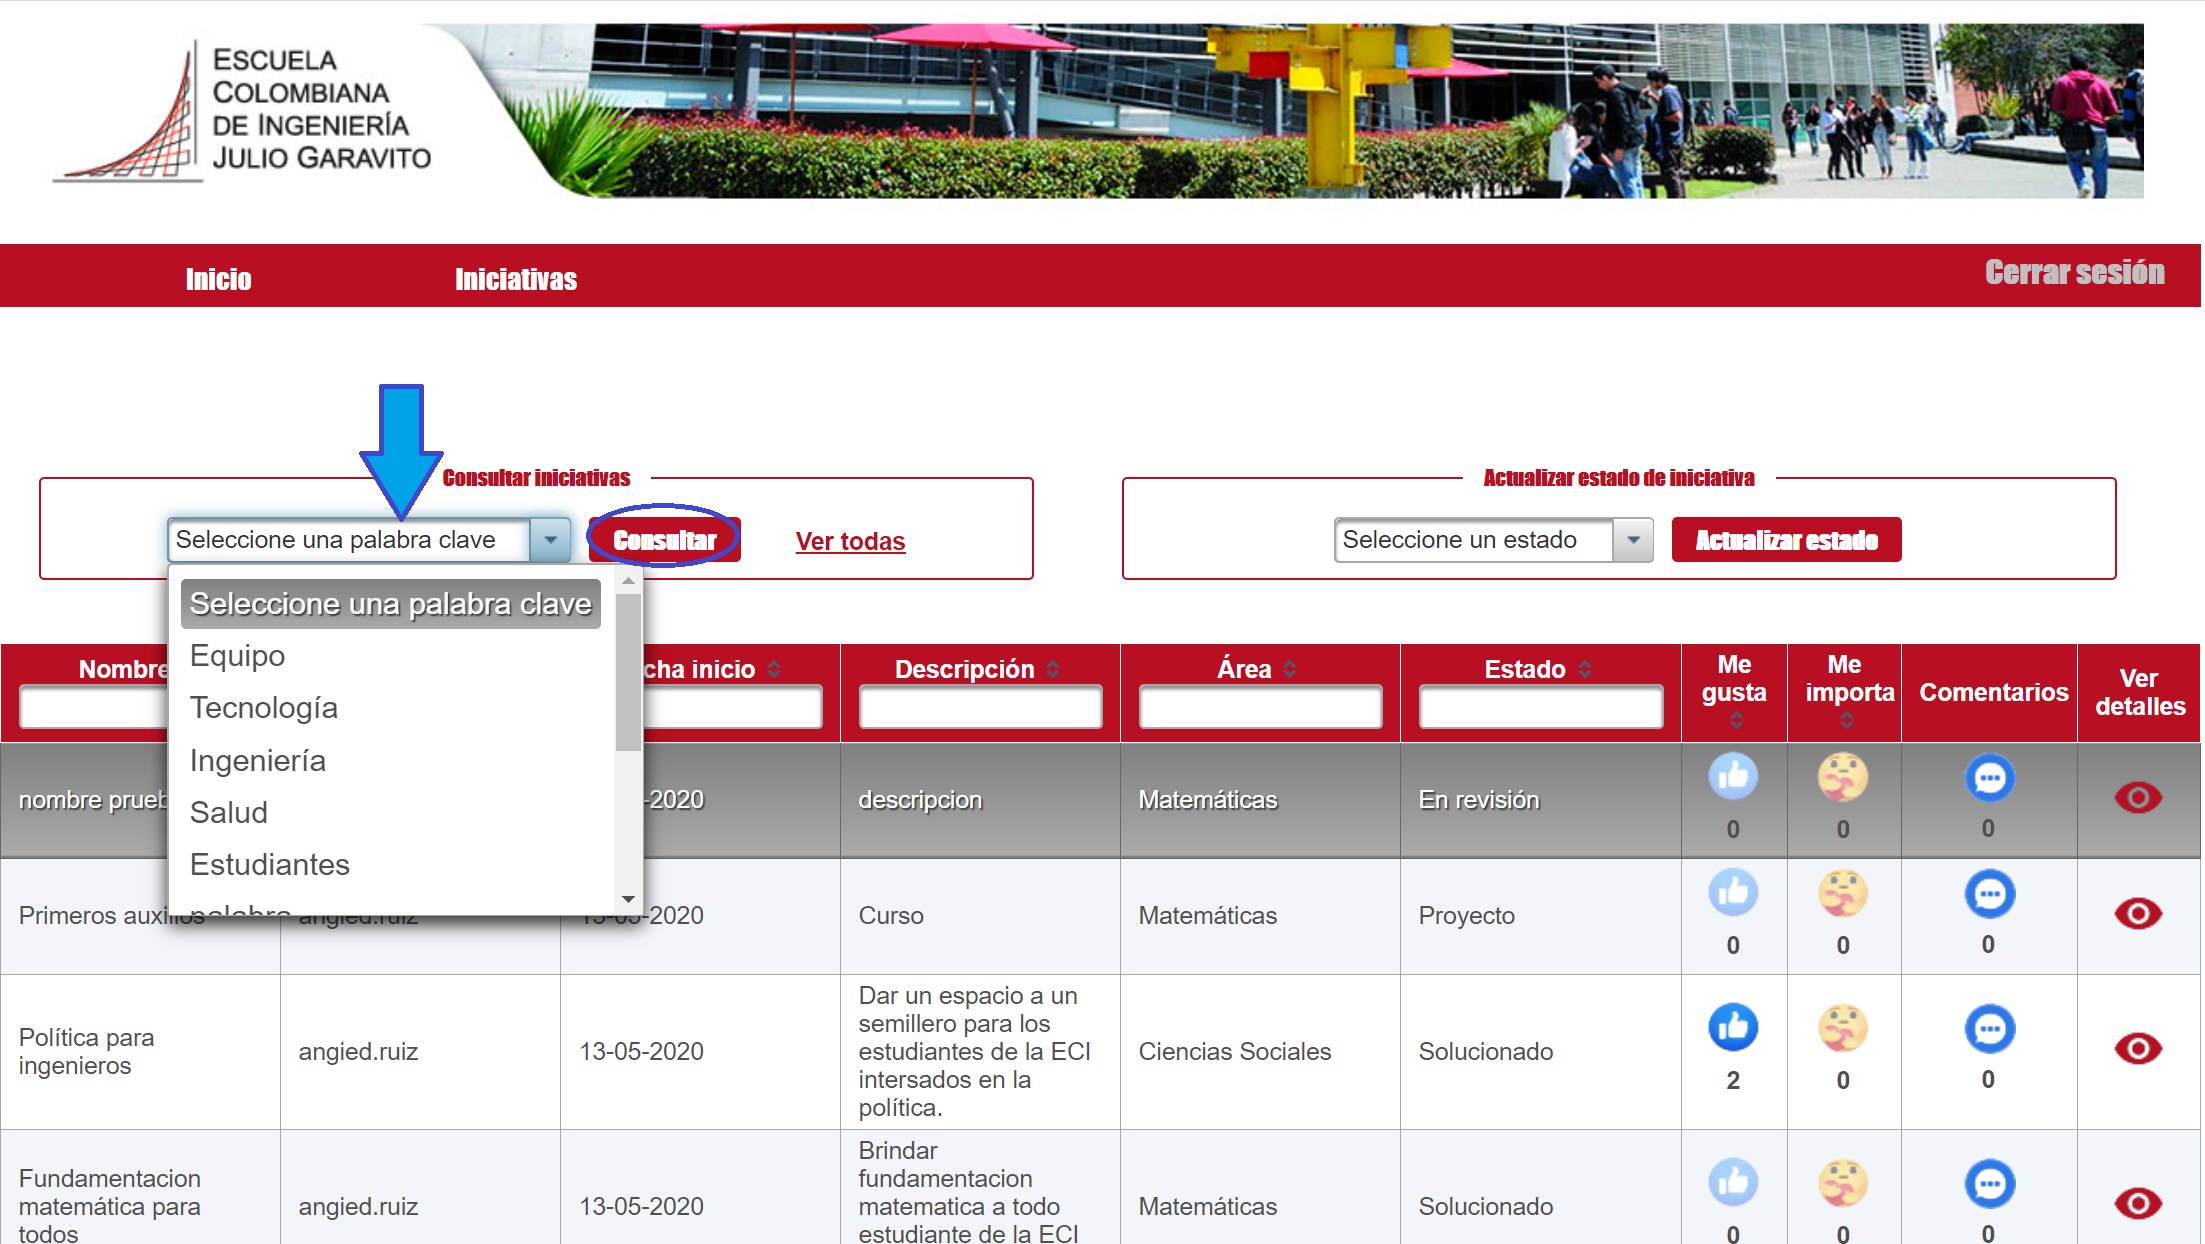 ESCUELA
COLOMBIANA
DE INGENIERÍA
JULIO GARAVITO
Inicio
Iniciativas
Cerrar sesión
Consultar iniciativas
Actualizar estado de iniciativa
Seleccione una palabra clave
Consultar
Ver todas
Seleccione un estado
Actualizar estado
Seleccione una palabra clave
Equipo
Tecnología
Ingeniería
Salud
Estudiantes
palabra
Nombre
cha inicio
Descripción
Área
Estado
Me gusta
Me importa
Comentarios
Ver detalles
nombre prueb
-2020
descripcion
Matemáticas
En revisión
0
0
0
Primeros auxilios
angied.ruiz
13-05-2020
Curso
Matemáticas
Proyecto
0
0
0
Política para
ingenieros
angied.ruiz
13-05-2020
Dar un espacio a un
semillero para los
estudiantes de la ECI
intersados en la
política.
Ciencias Sociales
Solucionado
2
0
0
Fundamentacion
matemática para
todos
angied.ruiz
13-05-2020
Brindar
fundamentacion
matematica a todo
estudiante de la ECI
Matemáticas
Solucionado
0
0
0